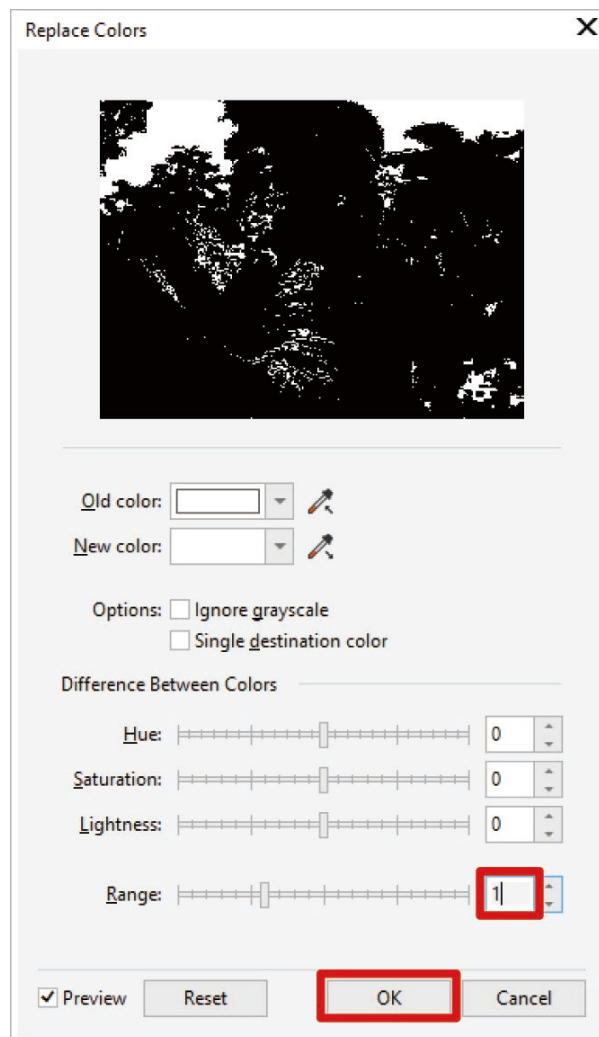 Replace Colors
Old color:
New color:
Options: Ignore grayscale
Single destination color
Difference Between Colors
Hue: 0
Saturation: 0
Lightness: 0
Range: 1
Preview Reset OK Cancel